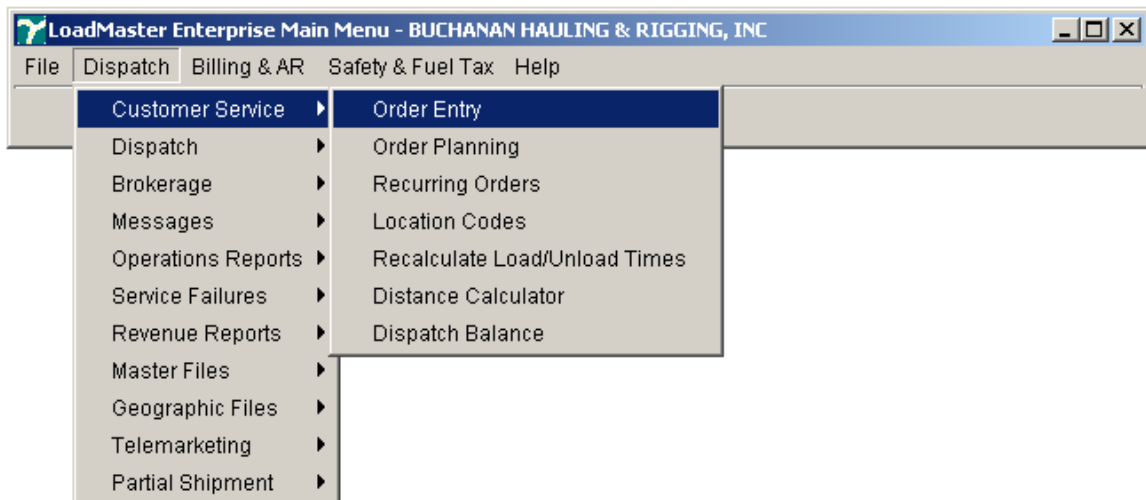 LoadMaster Enterprise Main Menu - BUCHANAN HAULING & RIGGING, INC
File Dispatch Billing & AR Safety & Fuel Tax Help
Customer Service
Dispatch
Brokerage
Messages
Operations Reports
Service Failures
Revenue Reports
Master Files
Geographic Files
Telemarketing
Partial Shipment
Order Entry
Order Planning
Recurring Orders
Location Codes
Recalculate Load/Unload Times
Distance Calculator
Dispatch Balance